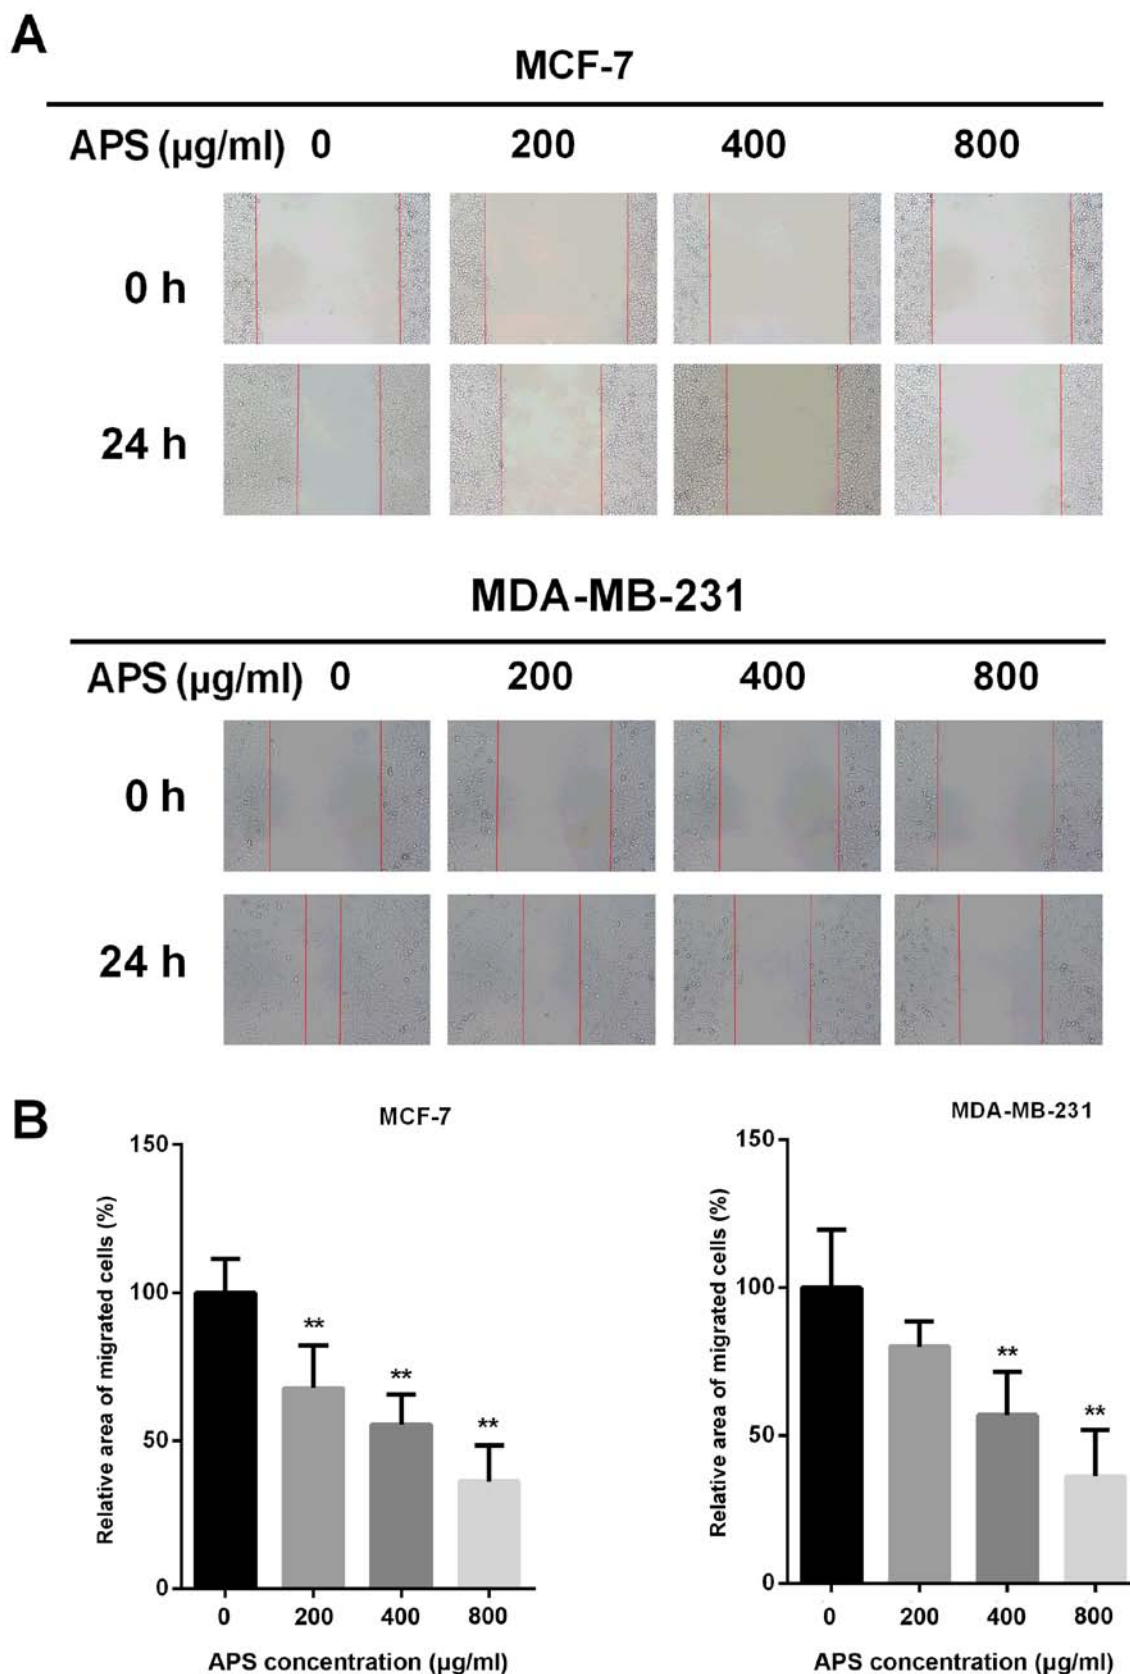 A
MCF-7
APS (µg/ml) 0 200 400 800
0 h
24 h
MDA-MB-231
APS (µg/ml) 0 200 400 800
0 h
24 h
B
MCF-7
Relative area of migrated cells (%)
150
100
50
0
**
**
**
0 200 400 800
APS concentration (µg/ml)
MDA-MB-231
Relative area of migrated cells (%)
150
100
50
0
**
**
0 200 400 800
APS concentration (µg/ml)